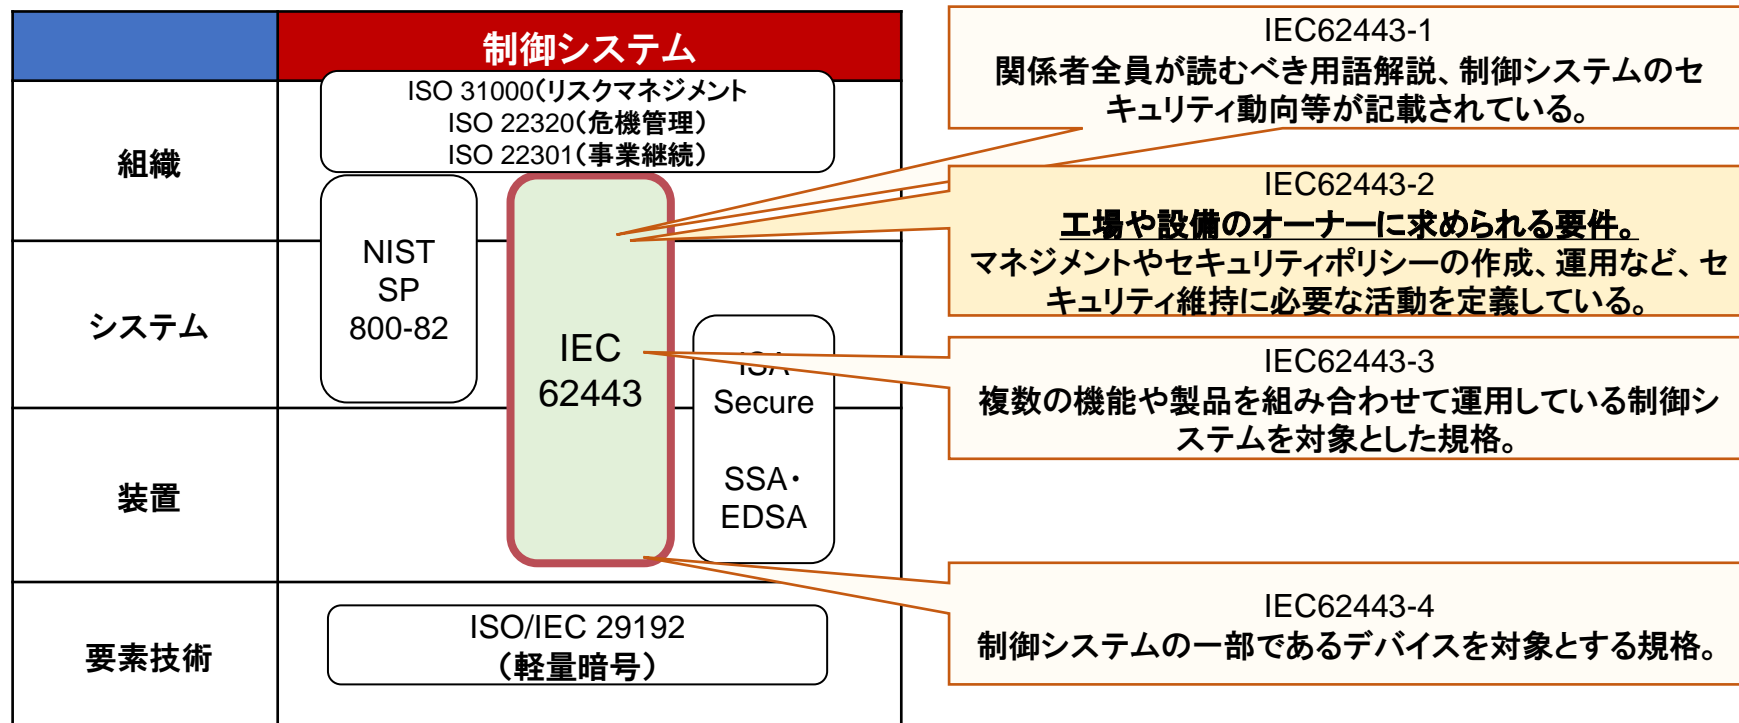 制御システム
組織
システム
装置
要素技術
ISO 31000(リスクマネジメント
ISO 22320(危機管理)
ISO 22301(事業継続)
NIST
SP
800-82
IEC
62443
ISA
Secure
SSA・
EDSA
ISO/IEC 29192
(軽量暗号)
IEC62443-1
関係者全員が読むべき用語解説、制御システムのセ
キュリティ動向等が記載されている。
IEC62443-2
工場や設備のオーナーに求められる要件。
マネジメントやセキュリティポリシーの作成、運用など、セ
キュリティ維持に必要な活動を定義している。
IEC62443-3
複数の機能や製品を組み合わせて運用している制御シ
ステムを対象とした規格。
IEC62443-4
制御システムの一部であるデバイスを対象とする規格。